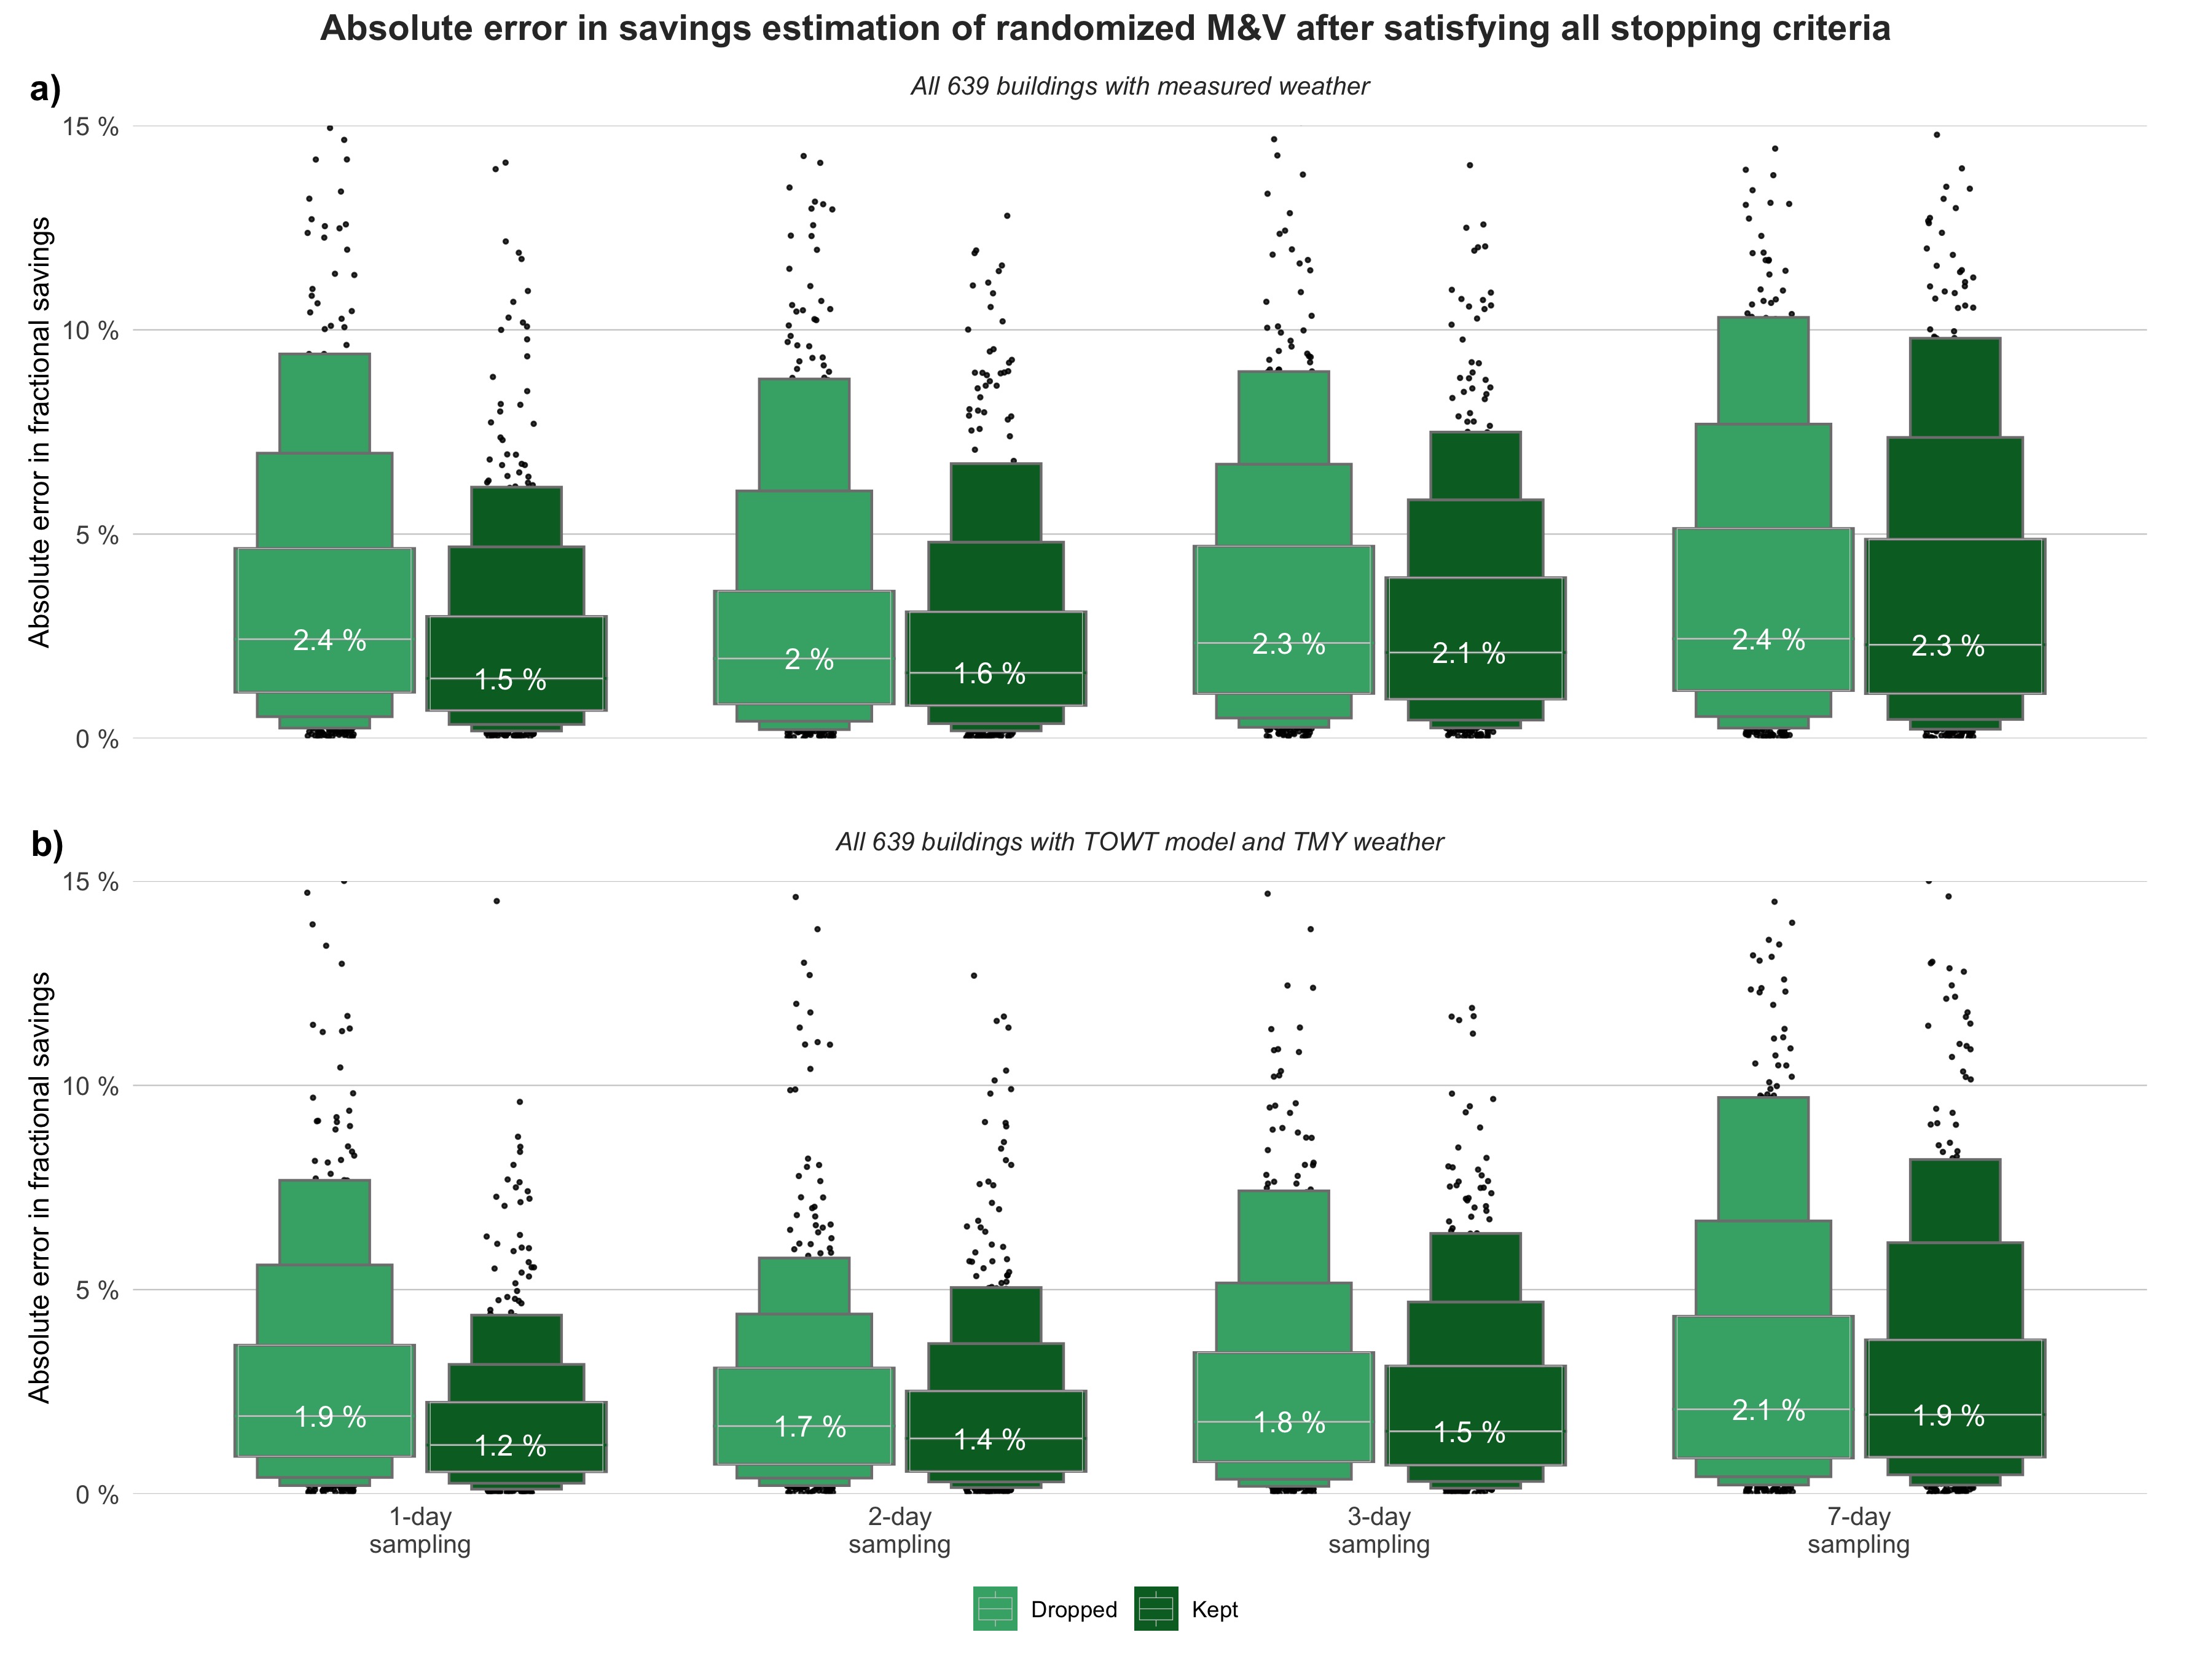 Absolute error in savings estimation of randomized M&V after satisfying all stopping criteria
a)
All 639 buildings with measured weather
Absolute error in fractional savings
15 %
10 %
5 %
0 %
2.4 %
1.5 %
2 %
1.6 %
2.3 %
2.1 %
2.4 %
2.3 %
b)
All 639 buildings with TOWT model and TMY weather
Absolute error in fractional savings
15 %
10 %
5 %
0 %
1.9 %
1.2 %
1.7 %
1.4 %
1.8 %
1.5 %
2.1 %
1.9 %
1-day
sampling
2-day
sampling
3-day
sampling
7-day
sampling
Dropped
Kept